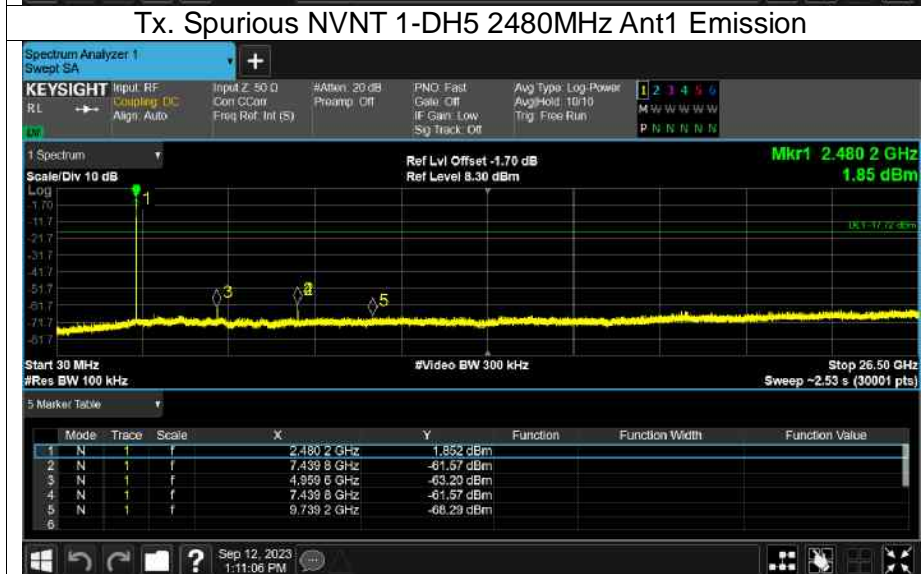 Tx. Spurious NVNT 1-DH5 2480MHz Ant1 Emission
Spectrum Analyzer 1
Swept SA
+
KEYSIGHT Input: RF
RL
Coupling: DC
Align: Auto
Input Z: 50 Ω
Corr CCorr
Freq Ref: Int (S)
#Atten: 20 dB
Preamp: Off
PNO: Fast
Gate: Off
IF Gain: Low
Sig Track: Off
Avg Type: Log-Power
Avg|Hold: 10/10
Trig: Free Run
1 2 3 4 5 6
M W W W W W
P N N N N N
1 Spectrum
Scale/Div 10 dB
Ref Lvl Offset -1.70 dB
Ref Level 8.30 dBm
Mkr1 2.480 2 GHz
1.85 dBm
Log
-1.70
-11.7
-21.7
-31.7
-41.7
-51.7
-61.7
-71.7
-81.7
DL1 -17.72 dBm
1
3
2
5
Start 30 MHz
#Res BW 100 kHz
#Video BW 300 kHz
Stop 26.50 GHz
Sweep ~2.53 s (30001 pts)
5 Marker Table
Mode Trace Scale X Y Function Function Width Function Value
1 N 1 f 2.480 2 GHz 1.852 dBm
2 N 1 f 7.439 8 GHz -61.57 dBm
3 N 1 f 4.959 6 GHz -63.20 dBm
4 N 1 f 7.439 8 GHz -61.57 dBm
5 N 1 f 9.739 2 GHz -68.29 dBm
6
?
Sep 12, 2023
1:11:06 PM